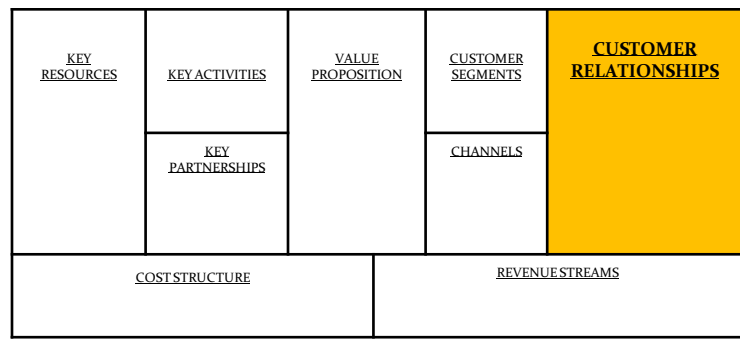 KEY
RESOURCES
KEY ACTIVITIES
VALUE
PROPOSITION
CUSTOMER
SEGMENTS
CUSTOMER
RELATIONSHIPS
KEY
PARTNERSHIPS
CHANNELS
COST STRUCTURE
REVENUE STREAMS